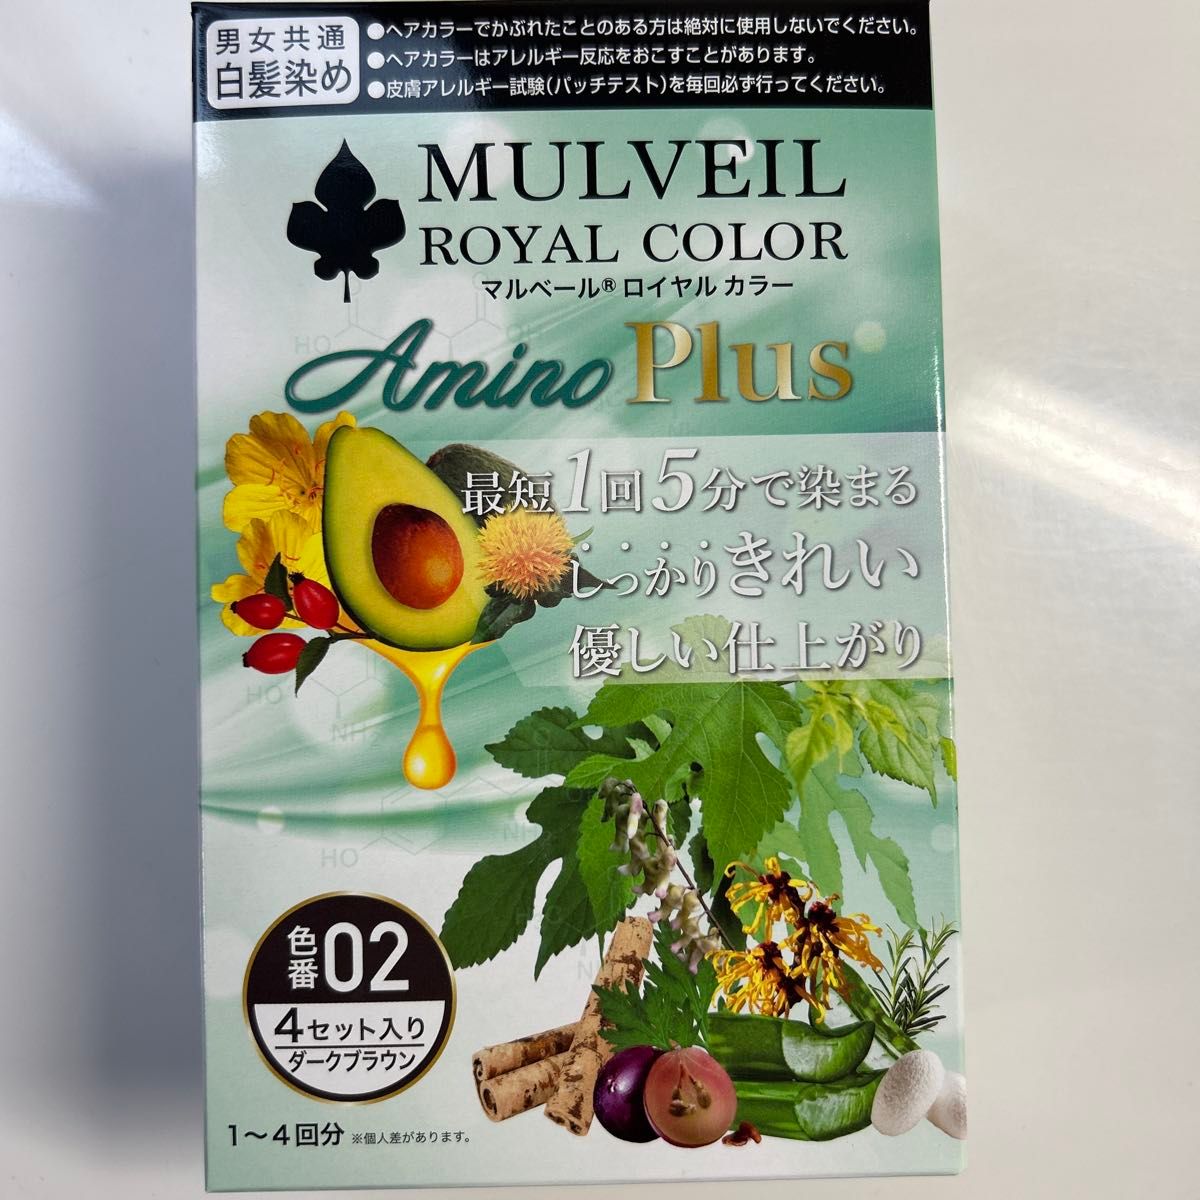 男女共通
白髪染め
●ヘアカラーでかぶれたことのある方は絶対に使用しないでください。
●ヘアカラーはアレルギー反応をおこすことがあります。
●皮膚アレルギー試験(パッチテスト)を毎回必ず行ってください。
MULVEIL
ROYAL COLOR
マルベール® ロイヤル カラー
Amino Plus
最短1回5分で染まる
しっかりきれい
優しい仕上がり
HO
HO
NH₂
HO
色番 02
4セット入り
ダークブラウン
1～4回分 ※個人差があります。